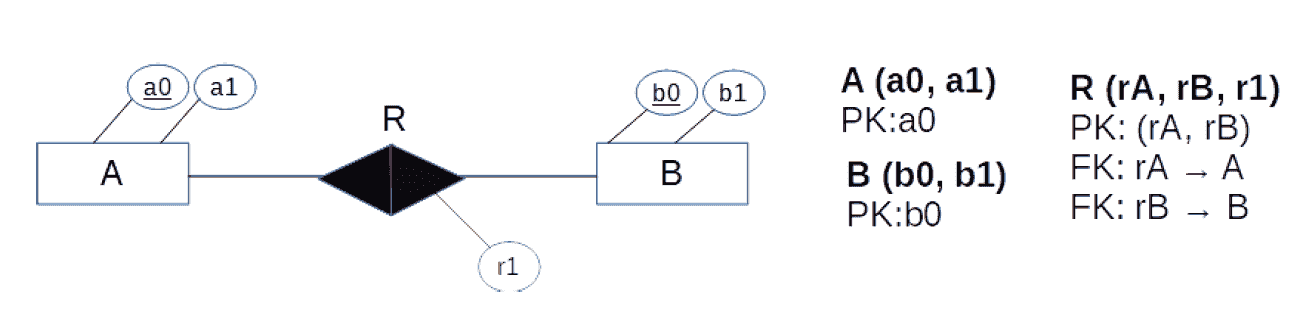 a0
a1
A
R
r1
b0
b1
B
A (a0, a1)
PK:a0
B (b0, b1)
PK:b0
R (rA, rB, r1)
PK: (rA, rB)
FK: rA → A
FK: rB → B